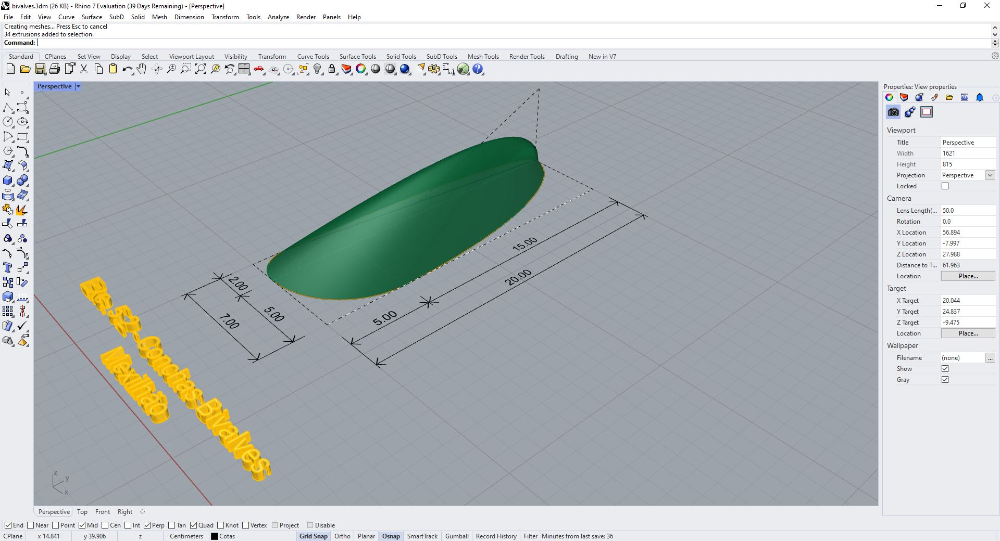 bivalves.3dm (26 KB) - Rhino 7 Evaluation (39 Days Remaining) - [Perspective]
File Edit View Curve Surface SubD Solid Mesh Dimension Transform Tools Analyze Render Panels Help
Creating meshes... Press Esc to cancel
34 extrusions added to selection.
Command:
Standard CPlanes Set View Display Select Viewport Layout Visibility Transform Curve Tools Surface Tools Solid Tools SubD Tools Mesh Tools Render Tools Drafting New in V7
Perspective
Properties: View properties
Viewport
Title Perspective
Width 1621
Height 815
Projection Perspective
Locked
Camera
Lens Length(... 50.0
Rotation 0.0
X Location 56.894
Y Location -7.997
Z Location 27.988
Distance to T... 61.963
Location Place...
Target
X Target 20.044
Y Target 24.837
Z Target -9.475
Location Place...
Wallpaper
Filename (none) ...
Show
Gray
15.00
20.00
5.00
2.00
5.00
7.00
Conchas-Bivalves
z
y
x
Perspective Top Front Right
End Near Point Mid Cen Int Perp Tan Quad Knot Vertex Project Disable
CPlane x 14.841 y 39.906 z Centimeters Cotas Grid Snap Ortho Planar Osnap SmartTrack Gumball Record History Filter Minutes from last save: 36